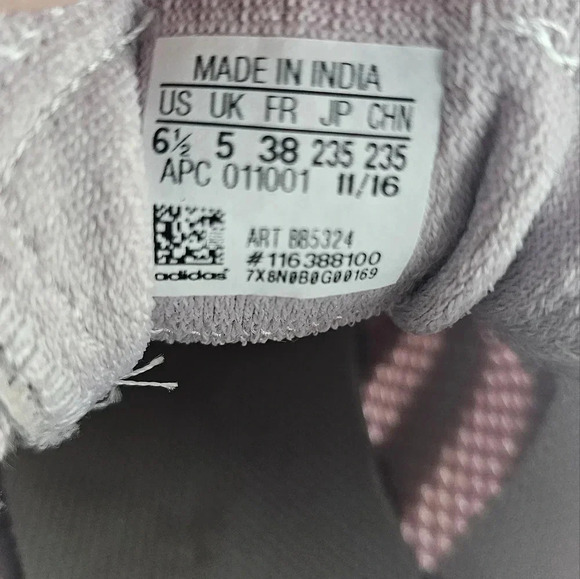 MADE IN INDIA
US UK FR JP CHN
6½ 5 38 235 235
APC 011001 11/16
ART BB5324
#116388100
7X8N0B0G00169
adidas